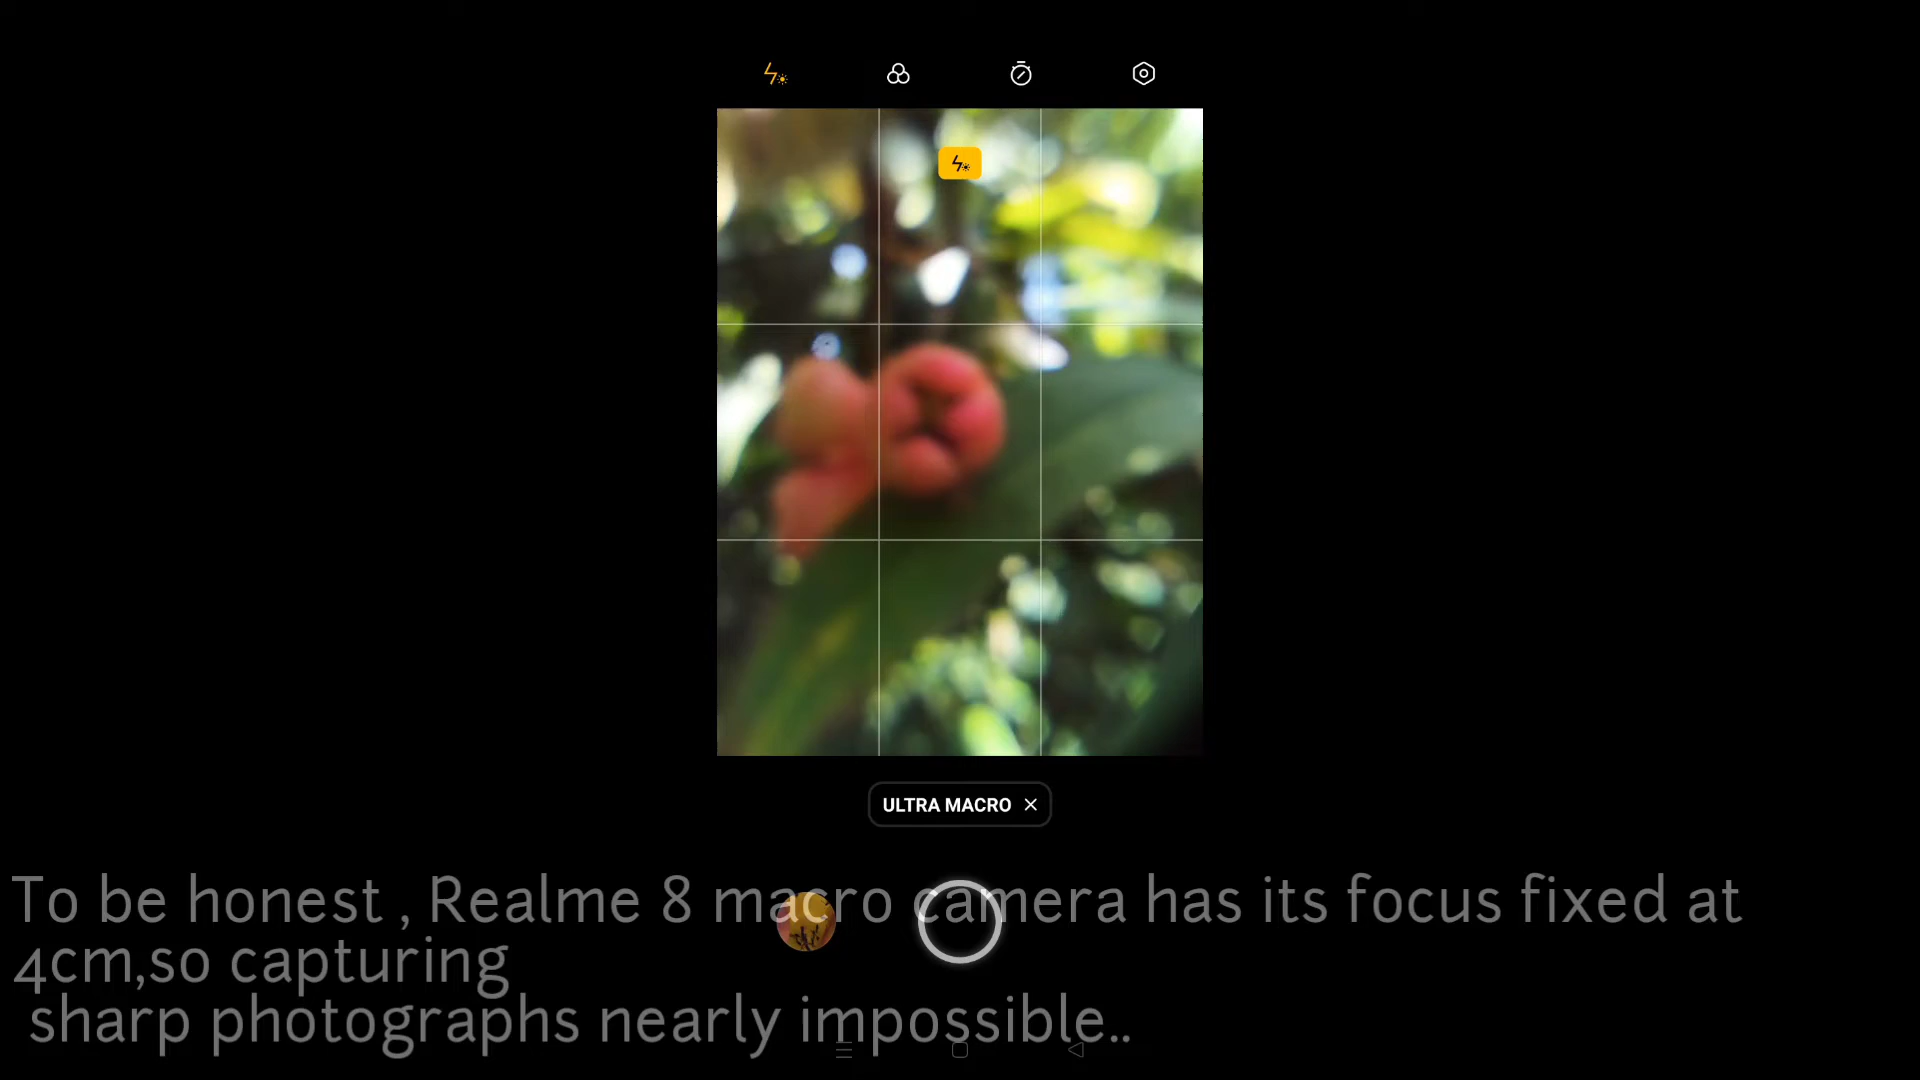 ULTRA MACRO
To be honest , Realme 8 macro camera has its focus fixed at
4cm,so capturing
sharp photographs nearly impossible..